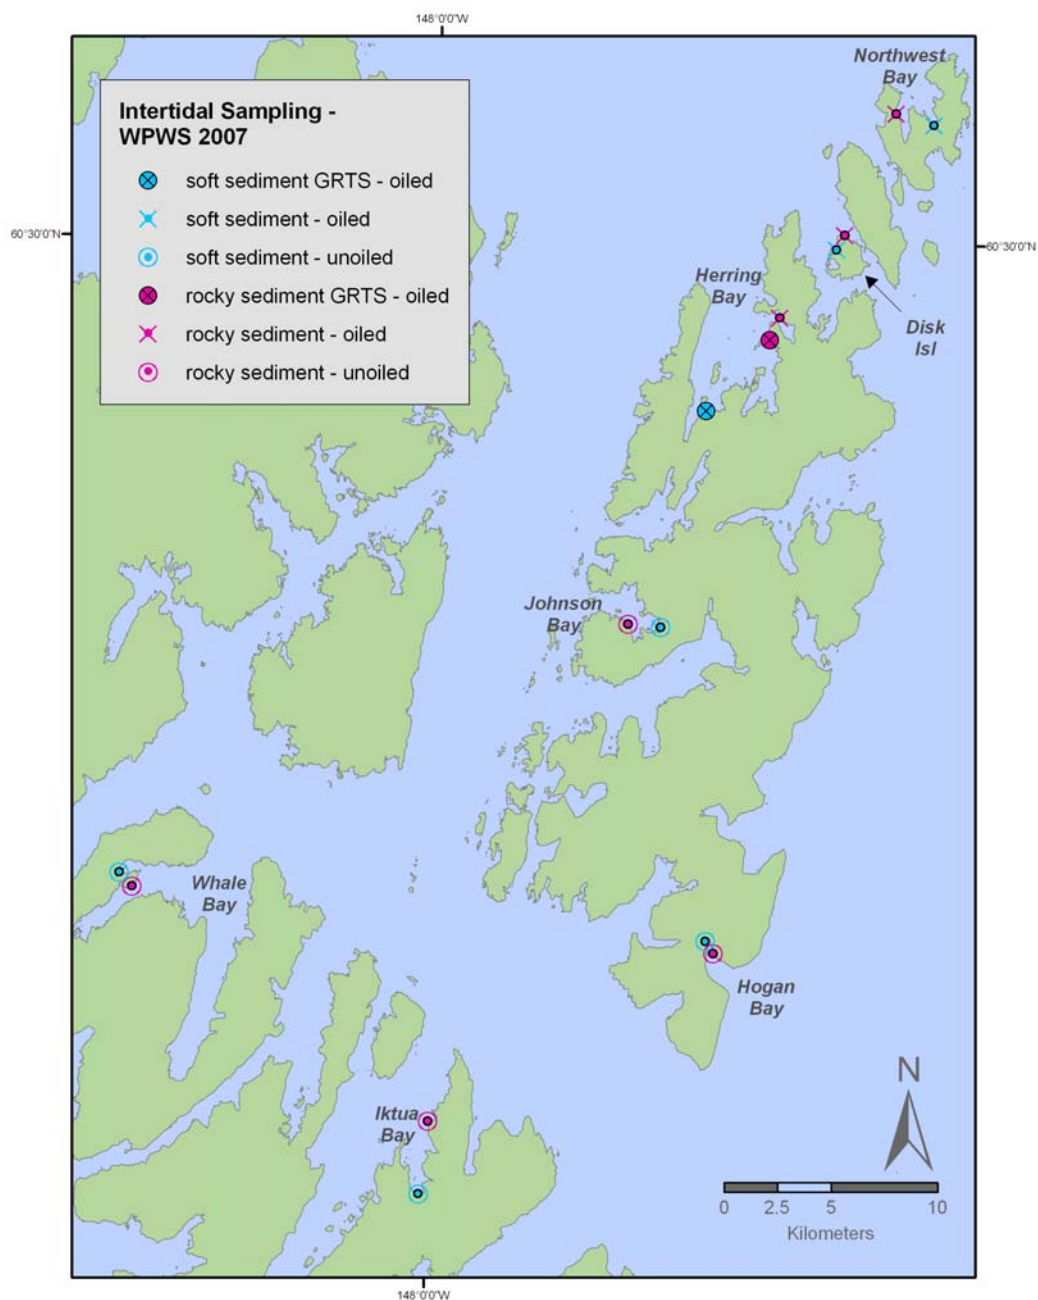 148°0'0"W
Northwest
Bay
Intertidal Sampling -
WPWS 2007
soft sediment GRTS - oiled
soft sediment - oiled
soft sediment - unoiled
rocky sediment GRTS - oiled
rocky sediment - oiled
rocky sediment - unoiled
60°30'0"N
60°30'0"N
Herring
Bay
Disk
Isl
Johnson
Bay
Whale
Bay
Hogan
Bay
Iktua
Bay
N
0 2.5 5 10
Kilometers
148°0'0"W